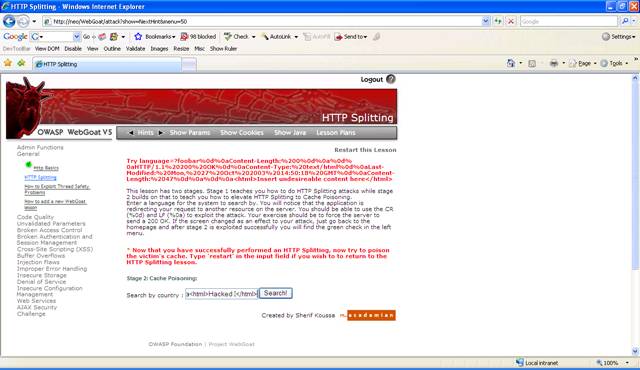 HTTP Splitting - Windows Internet Explorer
http://neo/WebGoat/attack?show=NextHint&menu=50
Google
Google
Go
Bookmarks
98 blocked
Check
AutoLink
AutoFill
Send to
Settings
DevToolBar View DOM Disable View Outline Validate Images Resize Misc Show Ruler
HTTP Splitting
Page
Tools
Logout ?
HTTP Splitting
OWASP WebGoat V5
Hints
Show Params
Show Cookies
Show Java
Lesson Plans
Restart this Lesson
Admin Functions
General
Http Basics
HTTP Splitting
How to Exploit Thread Safety Problems
How to add a new WebGoat lesson
Code Quality
Unvalidated Parameters
Broken Access Control
Broken Authentication and
Session Management
Cross-Site Scripting (XSS)
Buffer Overflows
Injection Flaws
Improper Error Handling
Insecure Storage
Denial of Service
Insecure Configuration
Management
Web Services
AJAX Security
Challenge
Try language=?foobar%0d%0aContent-Length:%200%0d%0a%0d%
0aHTTP/1.1%20200%20OK%0d%0aContent-Type:%20text/html%0d%0aLast-
Modified:%20Mon,%2027%20Oct%202003%2014:50:18%20GMT%0d%0aContent-
Length:%2047%0d%0a%0d%0a<html>Insert undesireable content here</html>
This lesson has two stages. Stage 1 teaches you how to do HTTP Splitting attacks while stage
2 builds on that to teach you how to elevate HTTP Splitting to Cache Poisoning.
Enter a language for the system to search by. You will notice that the application is
redirecting your request to another resource on the server. You should be able to use the CR
(%0d) and LF (%0a) to exploit the attack. Your exercise should be to force the server to
send a 200 OK. If the screen changed as an effect to your attack, just go back to the
homepage and after stage 2 is exploited successfully you will find the green check in the left
menu.
* Now that you have successfully performed an HTTP Splitting, now try to poison
the victim's cache. Type 'restart' in the input field if you wish to to return to the
HTTP Splitting lesson.
Stage 2: Cache Poisoning:
Search by country : a<html>Hacked </html> Search!
Created by Sherif Koussa
macadamian
OWASP Foundation | Project WebGoat
Local intranet
100%